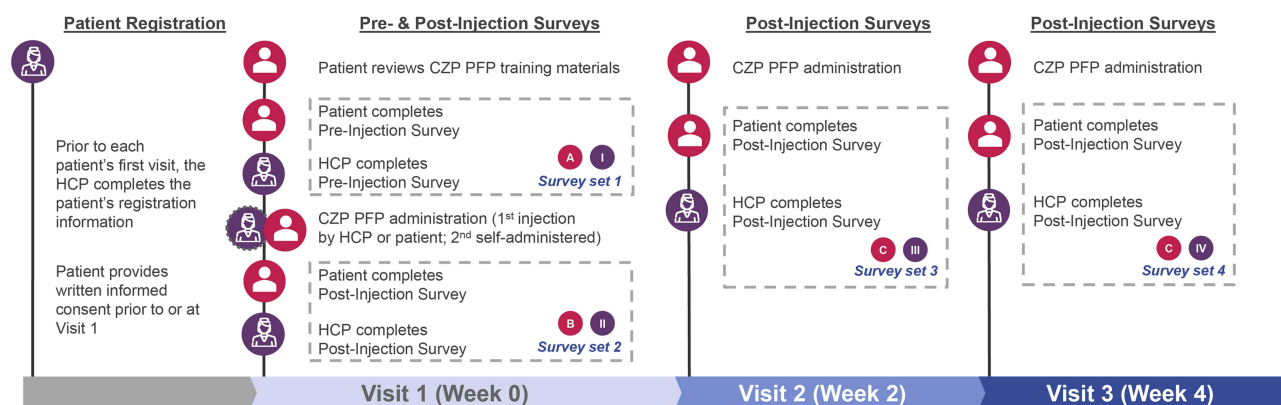 Patient Registration
Prior to each
patient's first visit, the
HCP completes the
patient's registration
information
Patient provides
written informed
consent prior to or at
Visit 1
Pre- & Post-Injection Surveys
Patient reviews CZP PFP training materials
Patient completes
Pre-Injection Survey
HCP completes
Pre-Injection Survey
A I
Survey set 1
CZP PFP administration (1st injection
by HCP or patient; 2nd self-administered)
Patient completes
Post-Injection Survey
HCP completes
Post-Injection Survey
B II
Survey set 2
Post-Injection Surveys
CZP PFP administration
Patient completes
Post-Injection Survey
HCP completes
Post-Injection Survey
C III
Survey set 3
Post-Injection Surveys
CZP PFP administration
Patient completes
Post-Injection Survey
HCP completes
Post-Injection Survey
C IV
Survey set 4
Visit 1 (Week 0)
Visit 2 (Week 2)
Visit 3 (Week 4)